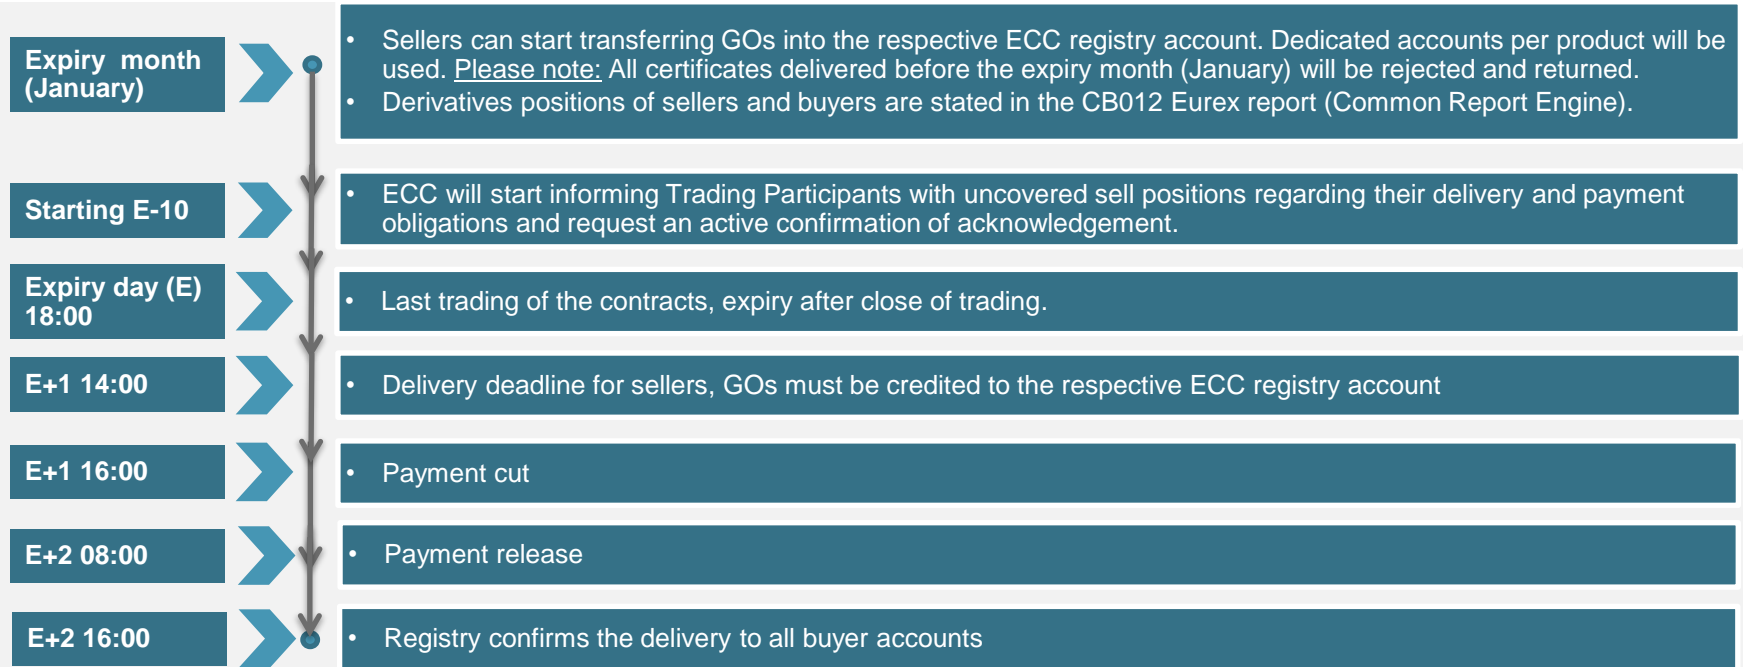 Expiry month
(January)
• Sellers can start transferring GOs into the respective ECC registry account. Dedicated accounts per product will be
used. Please note: All certificates delivered before the expiry month (January) will be rejected and returned.
• Derivatives positions of sellers and buyers are stated in the CB012 Eurex report (Common Report Engine).
Starting E-10
• ECC will start informing Trading Participants with uncovered sell positions regarding their delivery and payment
obligations and request an active confirmation of acknowledgement.
Expiry day (E)
18:00
• Last trading of the contracts, expiry after close of trading.
E+1 14:00
• Delivery deadline for sellers, GOs must be credited to the respective ECC registry account
E+1 16:00
• Payment cut
E+2 08:00
• Payment release
E+2 16:00
• Registry confirms the delivery to all buyer accounts